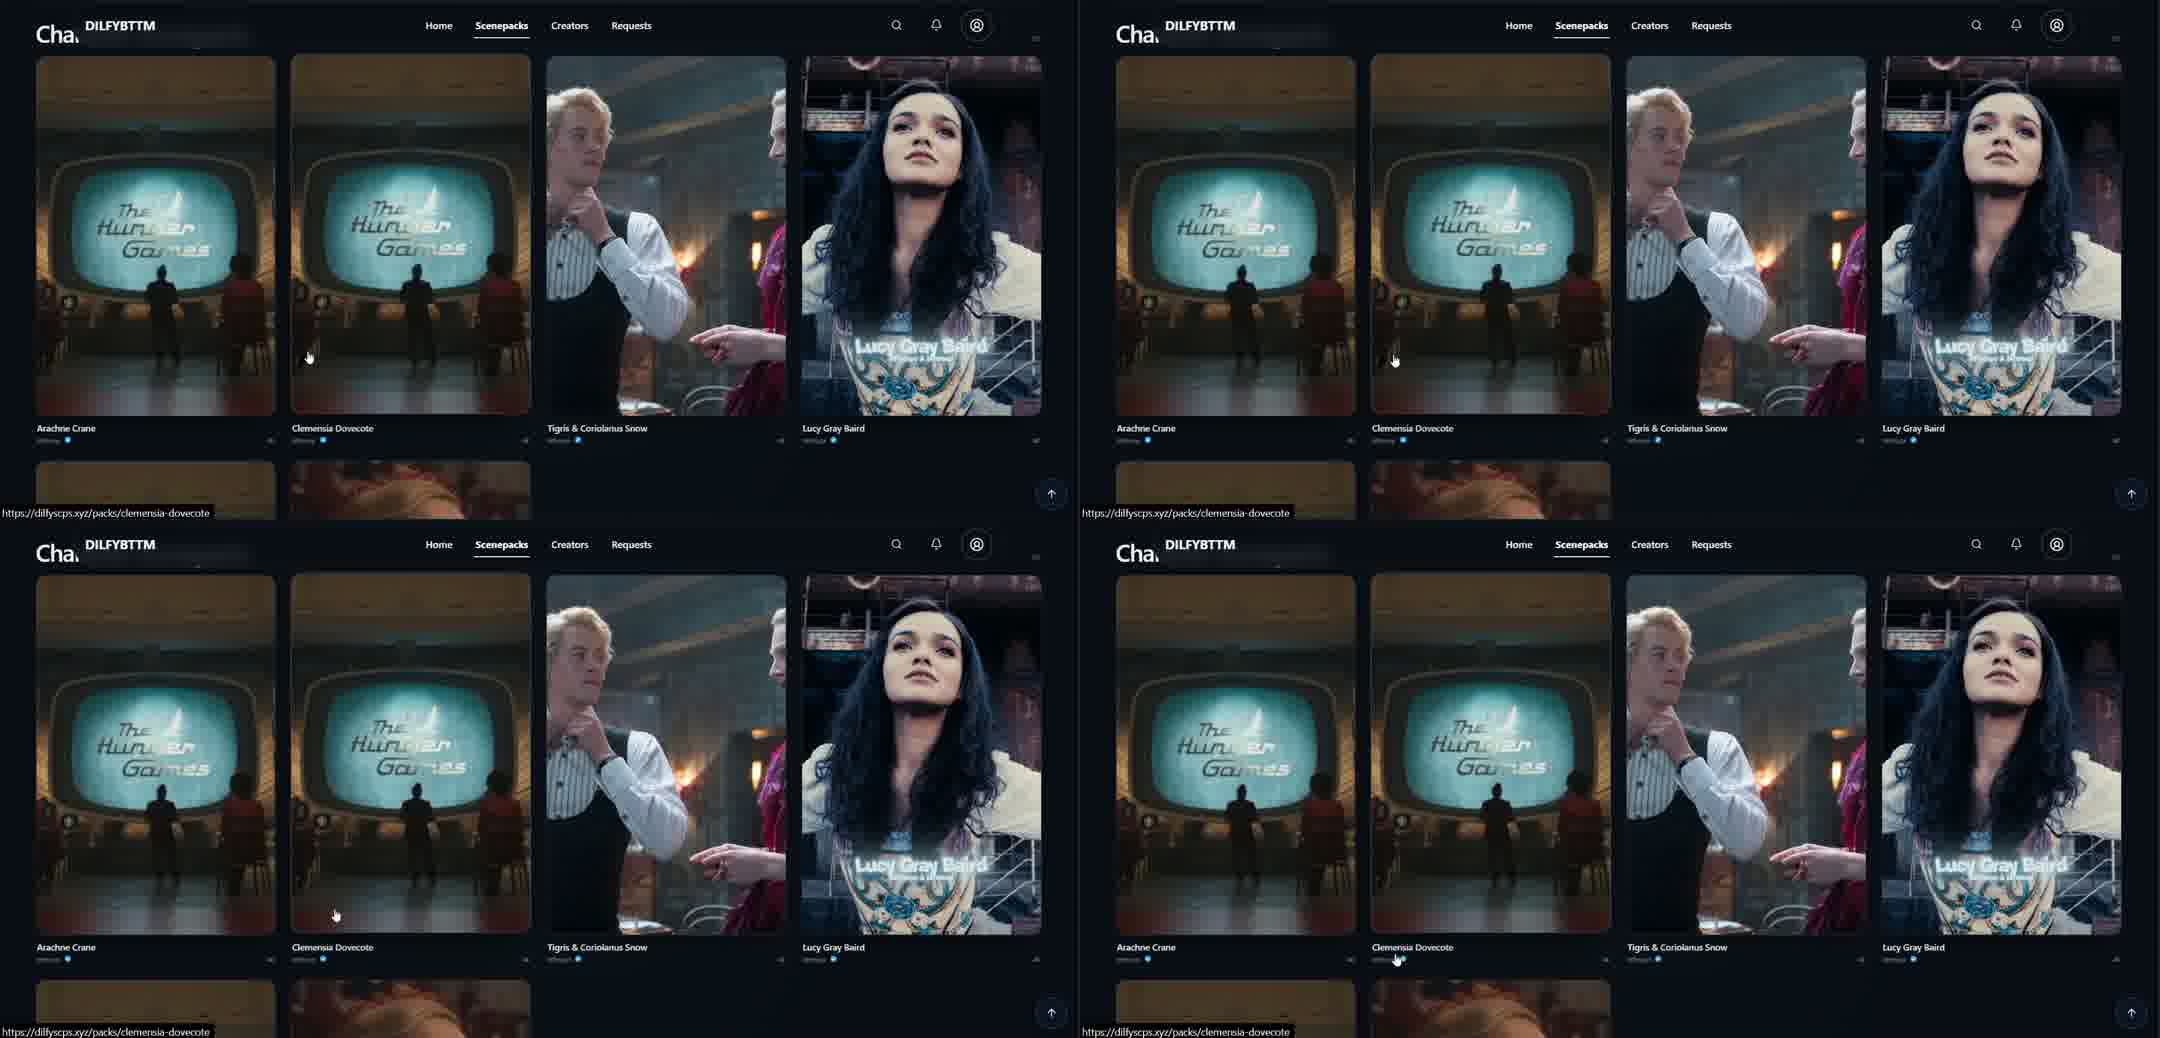 DILFYBTTM
Home Scenepacks Creators Requests
The
Hunger
Games
The
Hunger
Games
Lucy Gray Baird
Arachne Crane
Clemensia Dovecote
Tigris & Coriolanus Snow
Lucy Gray Baird
https://dilfyscps.xyz/packs/clemensia-dovecote
DILFYBTTM
Home Scenepacks Creators Requests
The
Hunger
Games
The
Hunger
Games
Lucy Gray Baird
Arachne Crane
Clemensia Dovecote
Tigris & Coriolanus Snow
Lucy Gray Baird
https://dilfyscps.xyz/packs/clemensia-dovecote
DILFYBTTM
Home Scenepacks Creators Requests
The
Hunger
Games
The
Hunger
Games
Lucy Gray Baird
Arachne Crane
Clemensia Dovecote
Tigris & Coriolanus Snow
Lucy Gray Baird
https://dilfyscps.xyz/packs/clemensia-dovecote
DILFYBTTM
Home Scenepacks Creators Requests
The
Hunger
Games
The
Hunger
Games
Lucy Gray Baird
Arachne Crane
Clemensia Dovecote
Tigris & Coriolanus Snow
Lucy Gray Baird
https://dilfyscps.xyz/packs/clemensia-dovecote